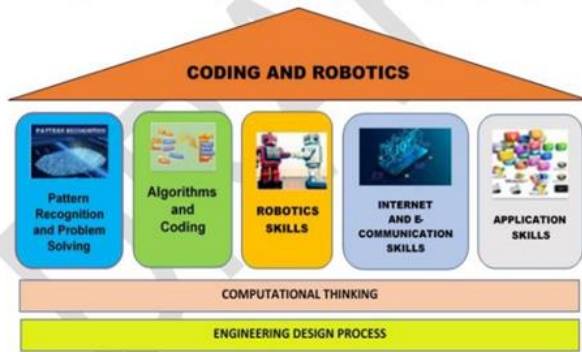 CODING AND ROBOTICS
PATTERN RECOGNITION
Pattern
Recognition
and Problem
Solving
Algorithms
and
Coding
ROBOTICS
SKILLS
INTERNET
AND E-
COMMUNICATION
SKILLS
APPLICATION
SKILLS
COMPUTATIONAL THINKING
ENGINEERING DESIGN PROCESS